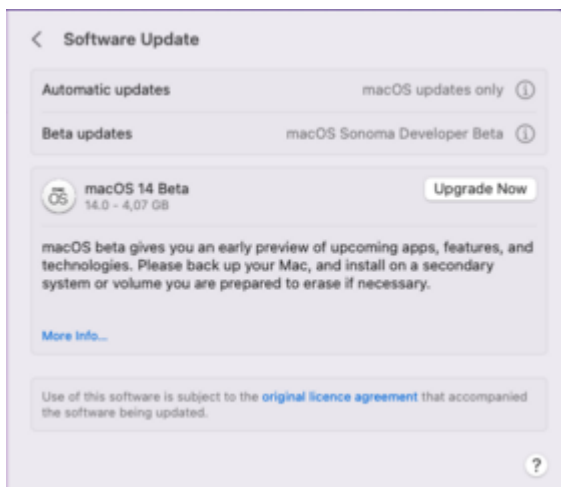 Software Update
Automatic updates macOS updates only
Beta updates macOS Sonoma Developer Beta
macOS 14 Beta
14.0 – 4,07 GB
Upgrade Now
macOS beta gives you an early preview of upcoming apps, features, and
technologies. Please back up your Mac, and install on a secondary
system or volume you are prepared to erase if necessary.
More Info...
Use of this software is subject to the original licence agreement that accompanied
the software being updated.
?